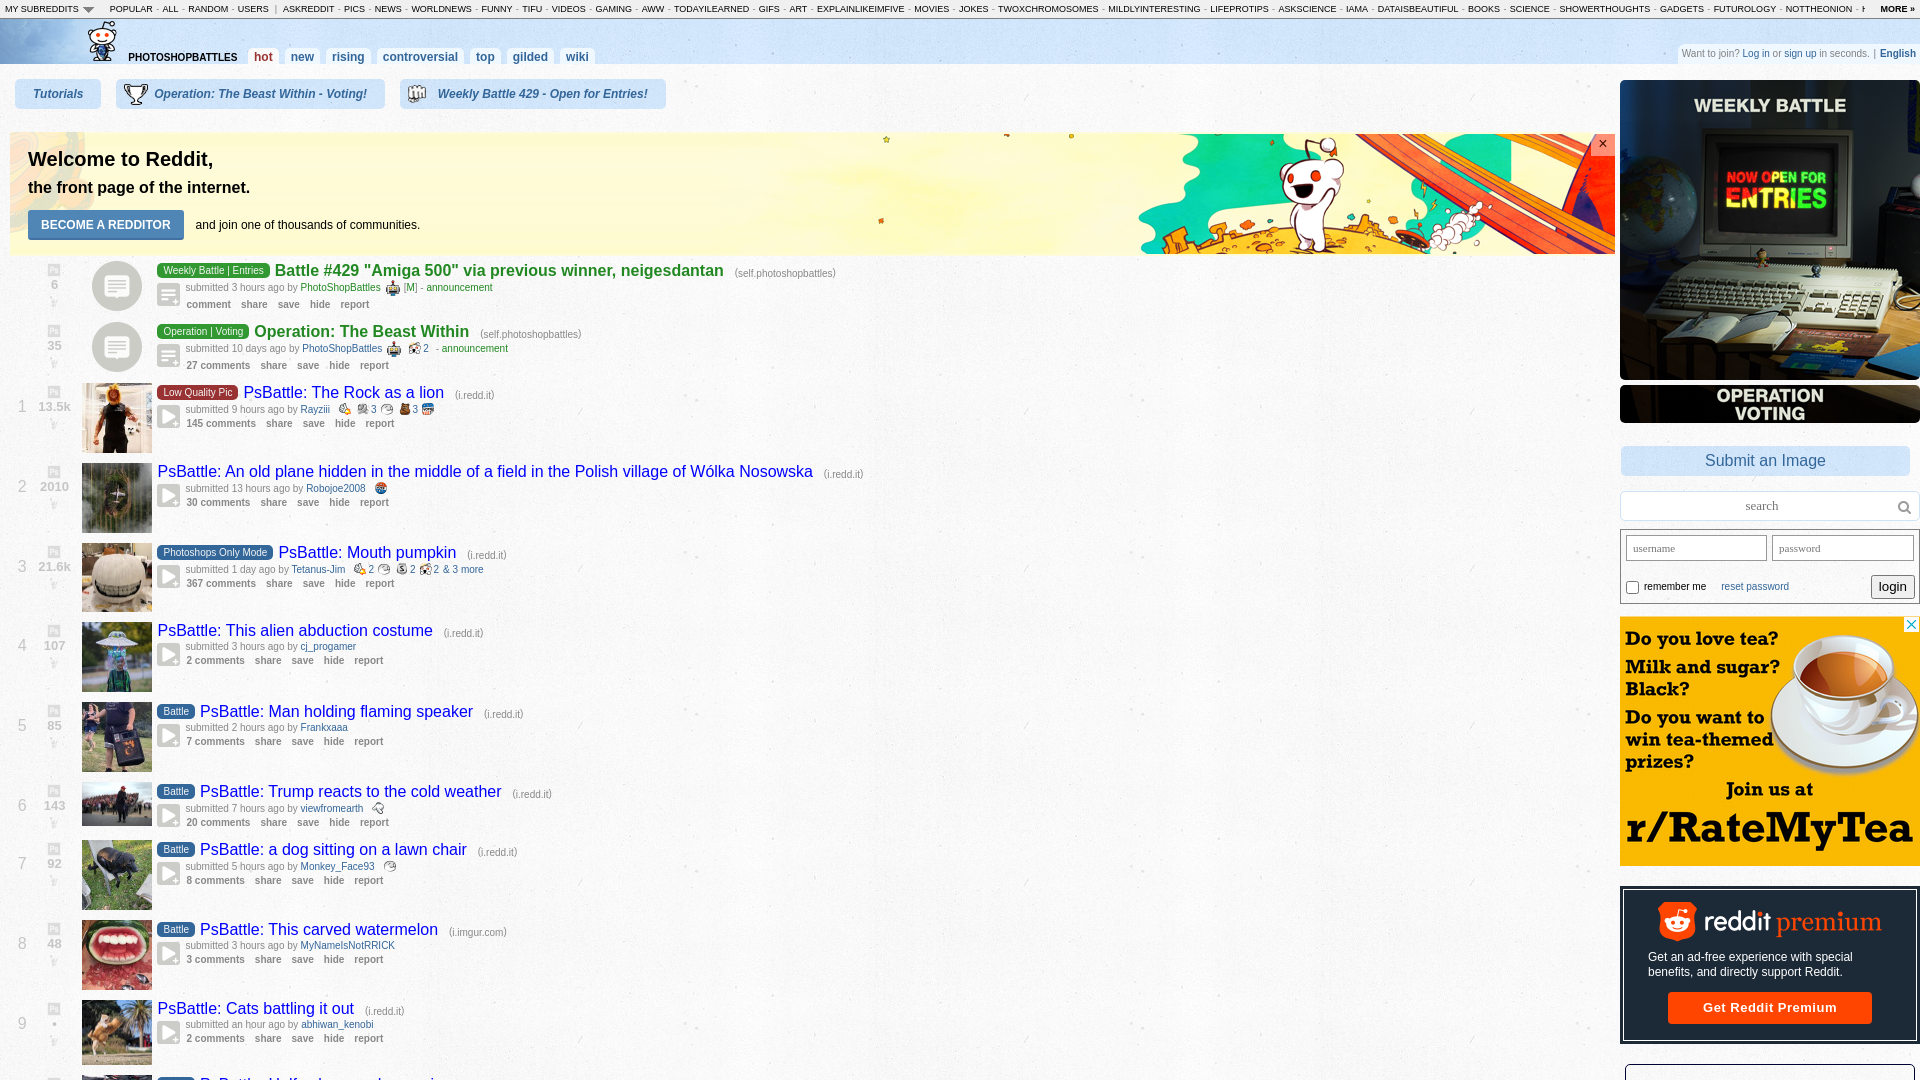 MY SUBREDDITS POPULAR - ALL - RANDOM - USERS | ASKREDDIT - PICS - NEWS - WORLDNEWS - FUNNY - TIFU - VIDEOS - GAMING - AWW - TODAYILEARNED - GIFS - ART - EXPLAINLIKEIMFIVE - MOVIES - JOKES - TWOXCHROMOSOMES - MILDLYINTERESTING - LIFEPROTIPS - ASKSCIENCE - IAMA - DATAISBEAUTIFUL - BOOKS - SCIENCE - SHOWERTHOUGHTS - GADGETS - FUTUROLOGY - NOTTHEONION - MORE »
PHOTOSHOPBATTLES hot new rising controversial top gilded wiki
Want to join? Log in or sign up in seconds. | English
Tutorials
Operation: The Beast Within - Voting!
Weekly Battle 429 - Open for Entries!
Welcome to Reddit,
the front page of the internet.
BECOME A REDDITOR and join one of thousands of communities.
×
6
Weekly Battle | Entries Battle #429 "Amiga 500" via previous winner, neigesdantan (self.photoshopbattles)
submitted 3 hours ago by PhotoShopBattles [M] - announcement
comment share save hide report
35
Operation | Voting Operation: The Beast Within (self.photoshopbattles)
submitted 10 days ago by PhotoShopBattles 2 - announcement
27 comments share save hide report
1 13.5k
Low Quality Pic PsBattle: The Rock as a lion (i.redd.it)
submitted 9 hours ago by Rayziii 3 3
145 comments share save hide report
2 2010
PsBattle: An old plane hidden in the middle of a field in the Polish village of Wólka Nosowska (i.redd.it)
submitted 13 hours ago by Robojoe2008
30 comments share save hide report
3 21.6k
Photoshops Only Mode PsBattle: Mouth pumpkin (i.redd.it)
submitted 1 day ago by Tetanus-Jim 2 2 2 & 3 more
367 comments share save hide report
4 107
PsBattle: This alien abduction costume (i.redd.it)
submitted 3 hours ago by cj_progamer
2 comments share save hide report
5 85
Battle PsBattle: Man holding flaming speaker (i.redd.it)
submitted 2 hours ago by Frankxaaa
7 comments share save hide report
6 143
Battle PsBattle: Trump reacts to the cold weather (i.redd.it)
submitted 7 hours ago by viewfromearth
20 comments share save hide report
7 92
Battle PsBattle: a dog sitting on a lawn chair (i.redd.it)
submitted 5 hours ago by Monkey_Face93
8 comments share save hide report
8 48
Battle PsBattle: This carved watermelon (i.imgur.com)
submitted 3 hours ago by MyNameIsNotRRICK
3 comments share save hide report
9 •
PsBattle: Cats battling it out (i.redd.it)
submitted an hour ago by abhiwan_kenobi
2 comments share save hide report
WEEKLY BATTLE
NOW OPEN FOR
ENTRIES
OPERATION
VOTING
Submit an Image
search
username password
remember me reset password login
Do you love tea?
Milk and sugar?
Black?
Do you want to
win tea-themed
prizes?
Join us at
r/RateMyTea
reddit premium
Get an ad-free experience with special
benefits, and directly support Reddit.
Get Reddit Premium